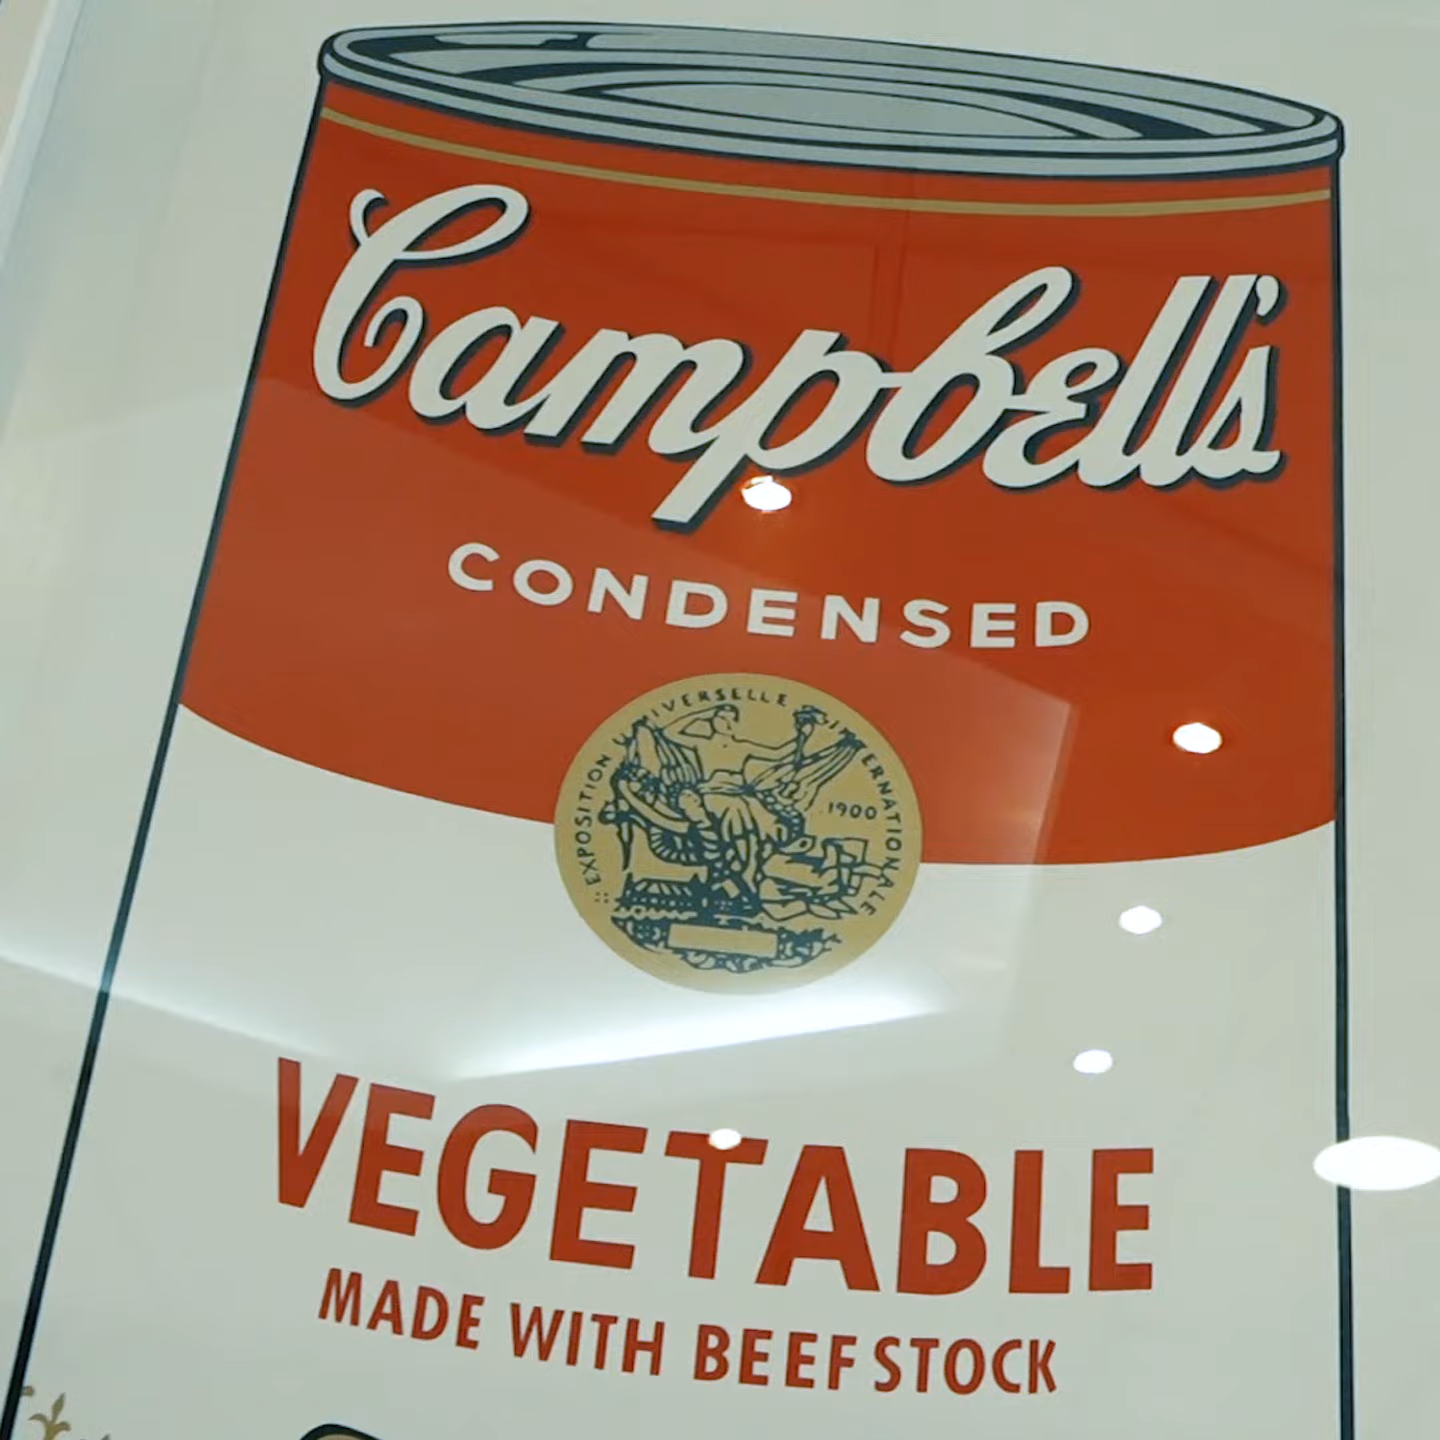 Campbell's
CONDENSED
EXPOSITION UNIVERSELLE INTERNATIONALE
1900
VEGETABLE
MADE WITH BEEF STOCK